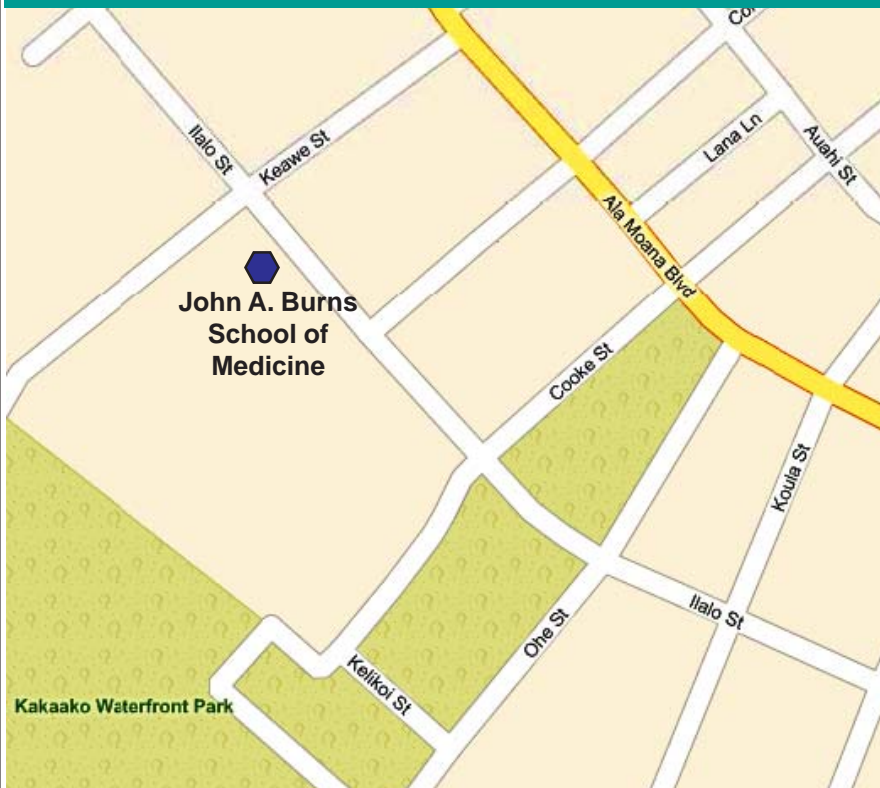 Ilalo St
Keawe St
Lana Ln
Auahi St
Ala Moana Blvd
John A. Burns
School of
Medicine
Cooke St
Koula St
Ilalo St
Ohe St
Kelikoi St
Kakaako Waterfront Park